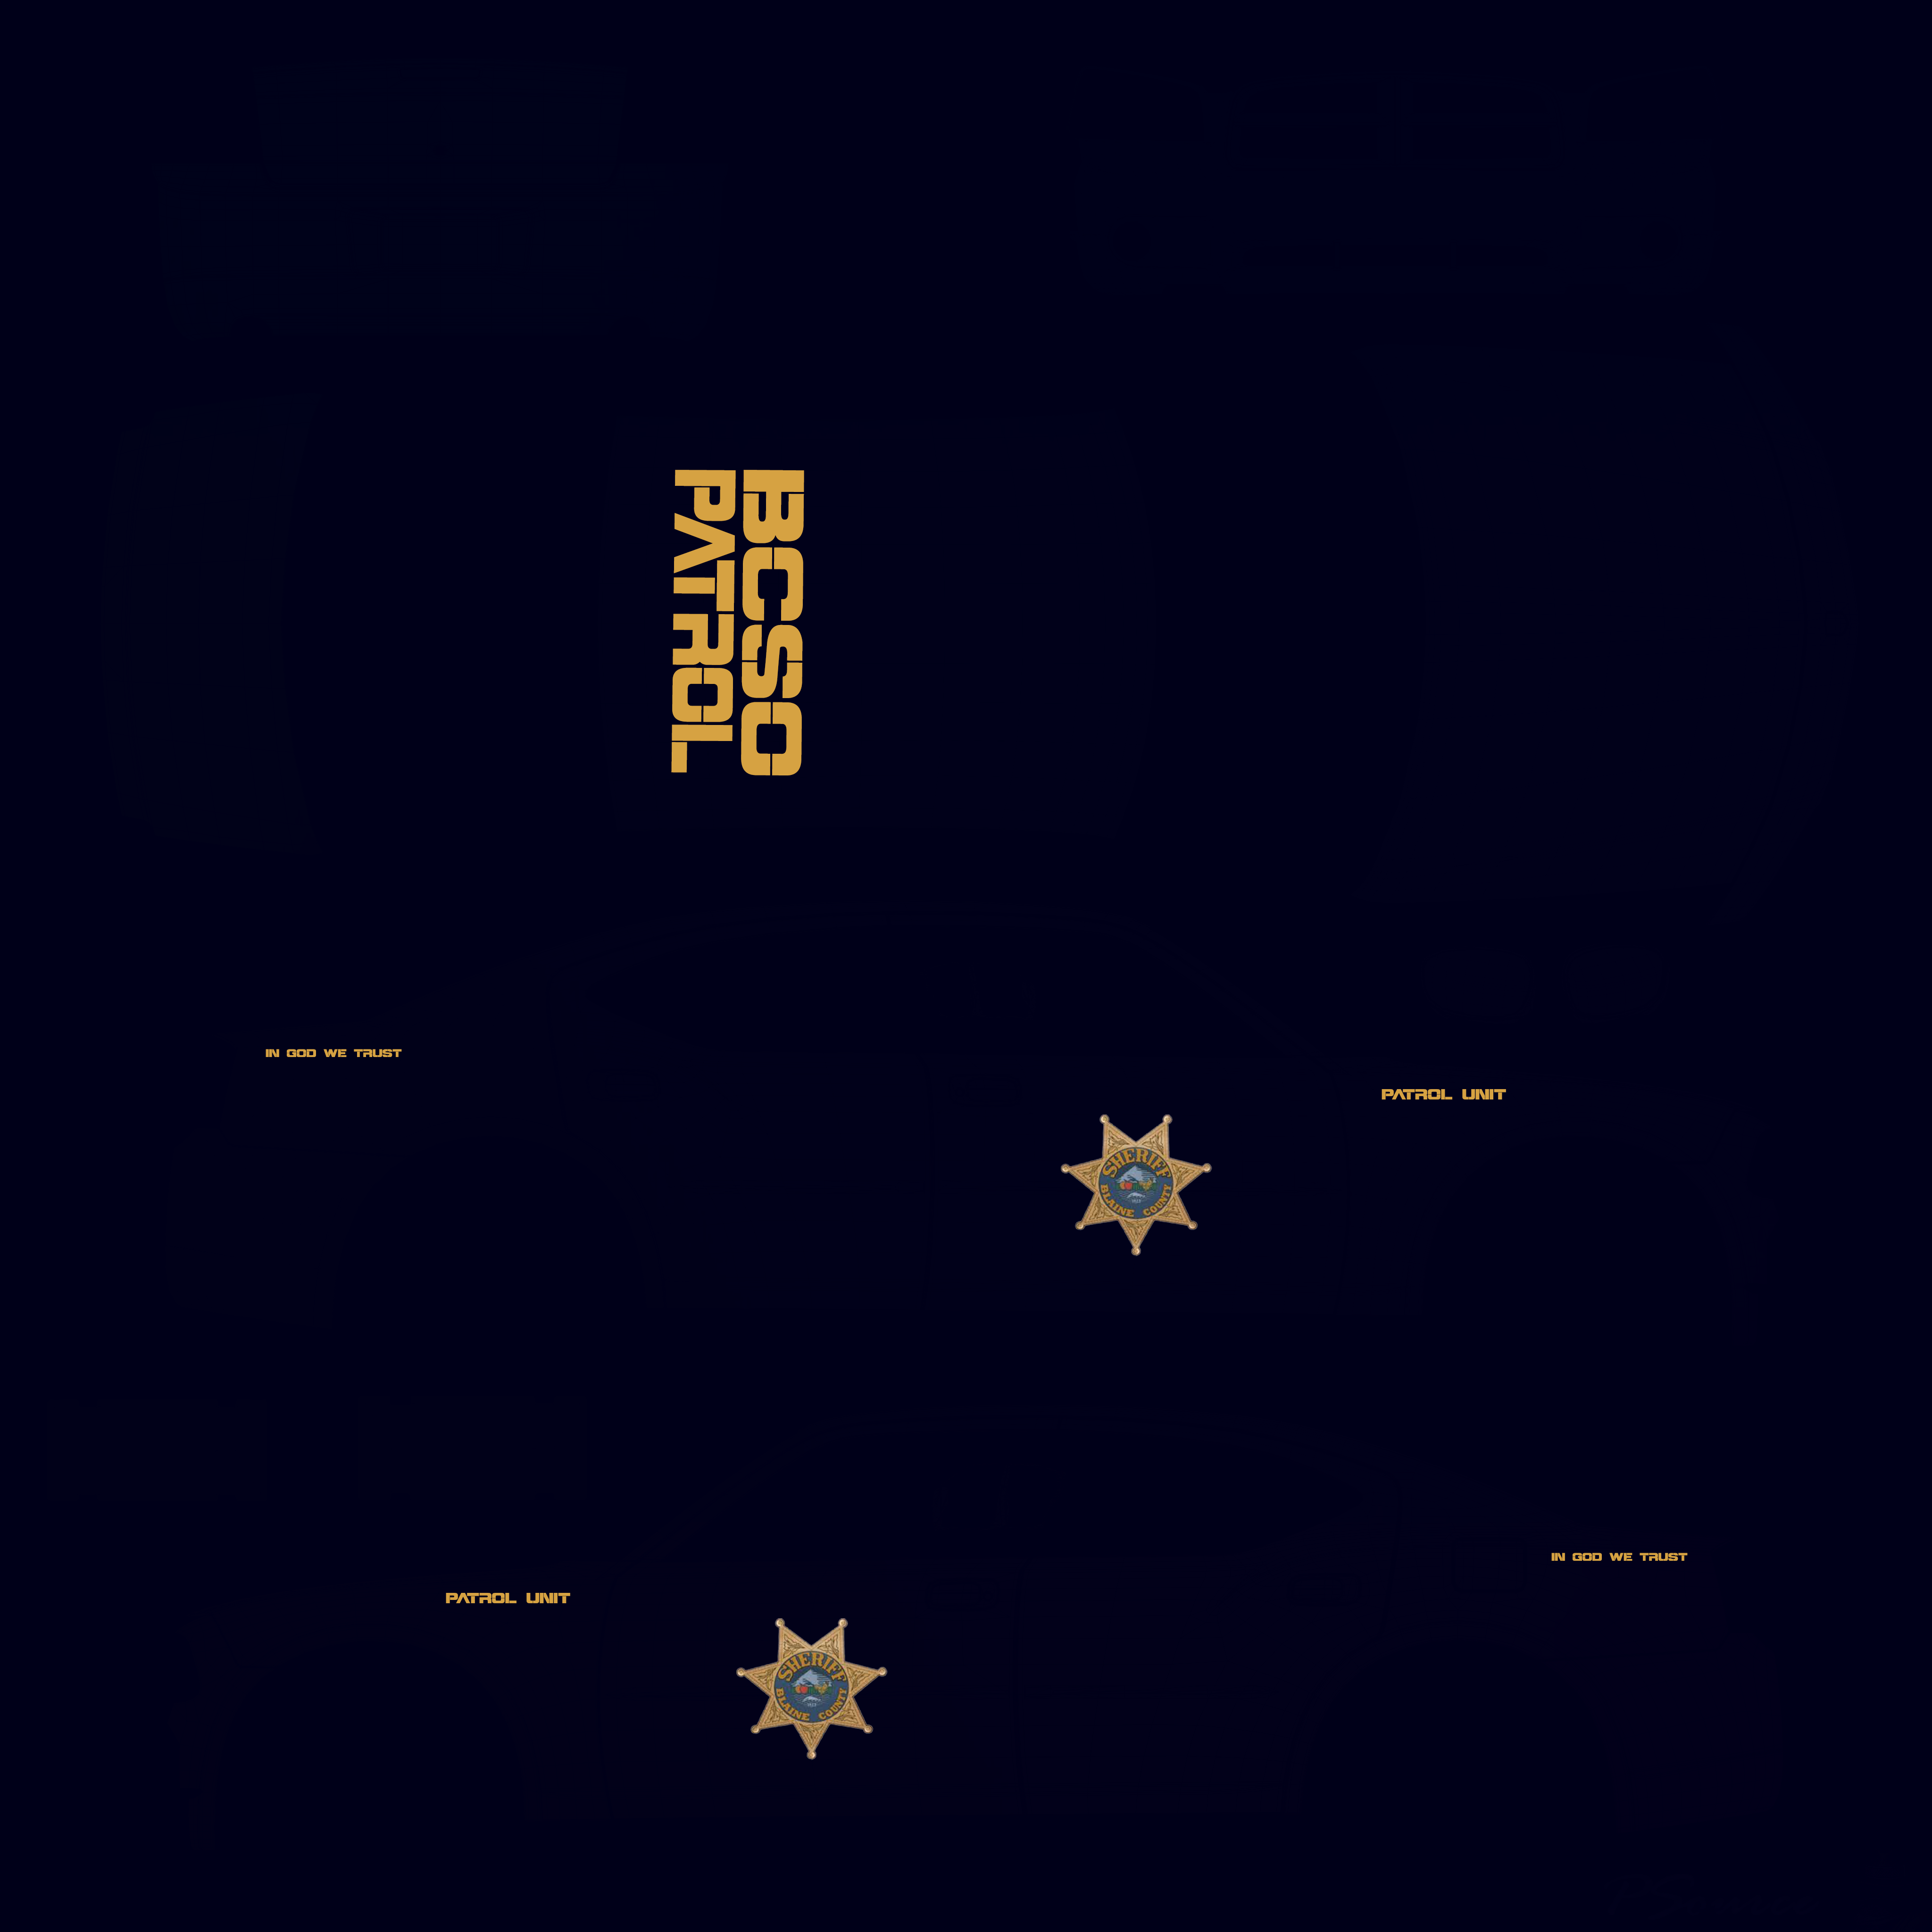 BCSO
PATROL
IN GOD WE TRUST
PATROL UNIT
SHERIFF
BLAINE COUNTY
IN GOD WE TRUST
PATROL UNIT
SHERIFF
BLAINE COUNTY